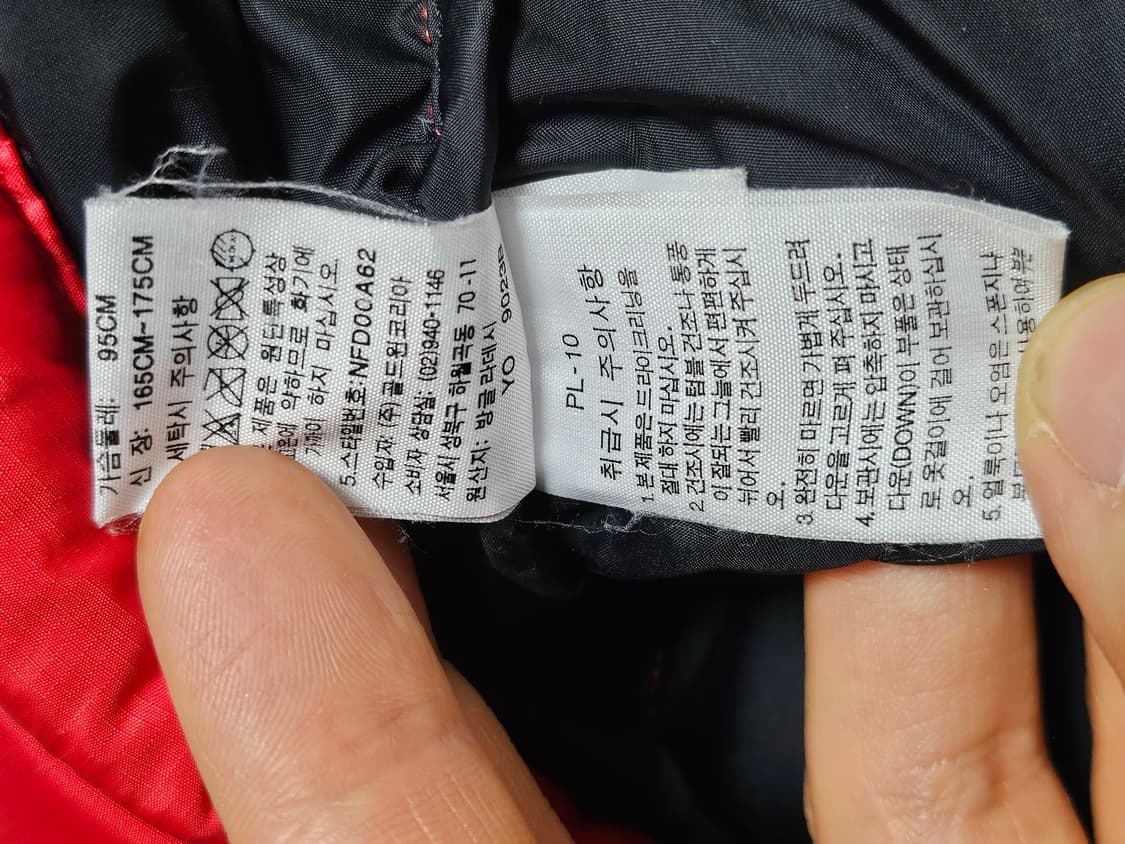 가슴둘레: 95CM
신 장: 165CM~175CM
세탁시 주의사항
제품은 원단특성상
약하므로 화기에
하지 마십시오.
5.스타일번호:NFD00A62
수입자 (주)골드윈코리아
소비자 상담실: (02)940-1146
서울시 성북구 하월곡동 70-11
원산지: 방글라데시
YO
PL-10
취급시 주의사항
1.본 제품은 드라이크리닝을
절대 하지 마십시오.
2.건조시에는 텀블 건조나 통풍
이 잘되는 그늘에서 편편하게
뉘어서 빨리 건조시켜 주십시
오.
3.완전히 마르면 가볍게 두드려
다운을 고르게 펴 주십시오.
4.보관시에는 압축하지 마시고
다운(DOWN)이 부풀은 상태
로 옷걸이에 걸어 보관하십시
오.
5.얼룩이나 오염은 스폰지나